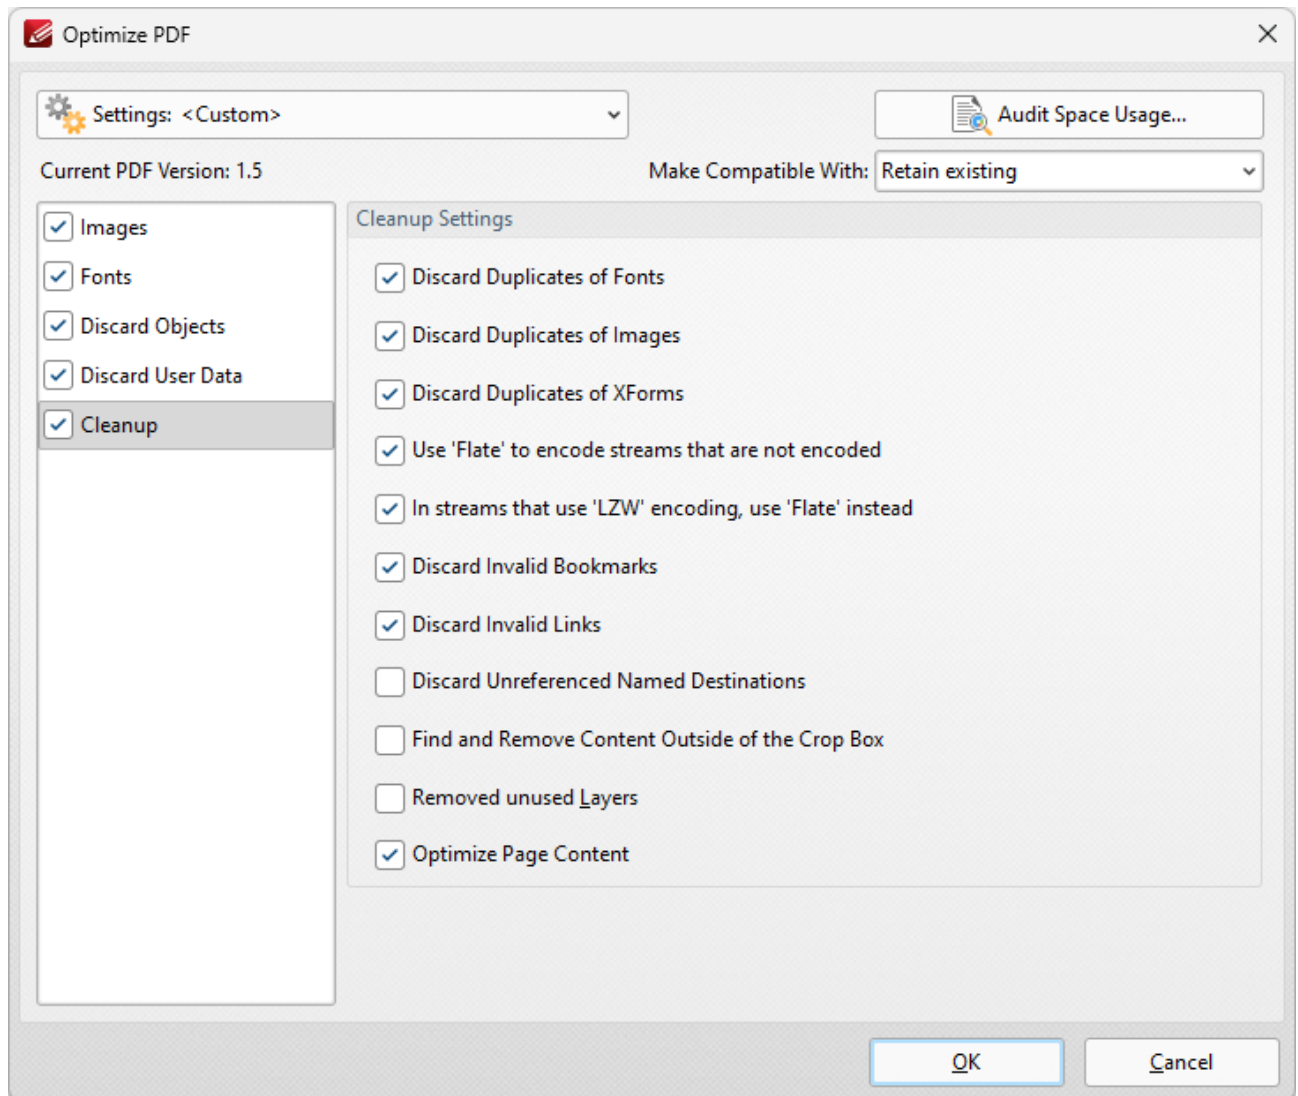 Optimize PDF
Settings: <Custom>
Audit Space Usage...
Current PDF Version: 1.5
Make Compatible With: Retain existing
Images
Fonts
Discard Objects
Discard User Data
Cleanup
Cleanup Settings
Discard Duplicates of Fonts
Discard Duplicates of Images
Discard Duplicates of XForms
Use 'Flate' to encode streams that are not encoded
In streams that use 'LZW' encoding, use 'Flate' instead
Discard Invalid Bookmarks
Discard Invalid Links
Discard Unreferenced Named Destinations
Find and Remove Content Outside of the Crop Box
Removed unused Layers
Optimize Page Content
OK
Cancel